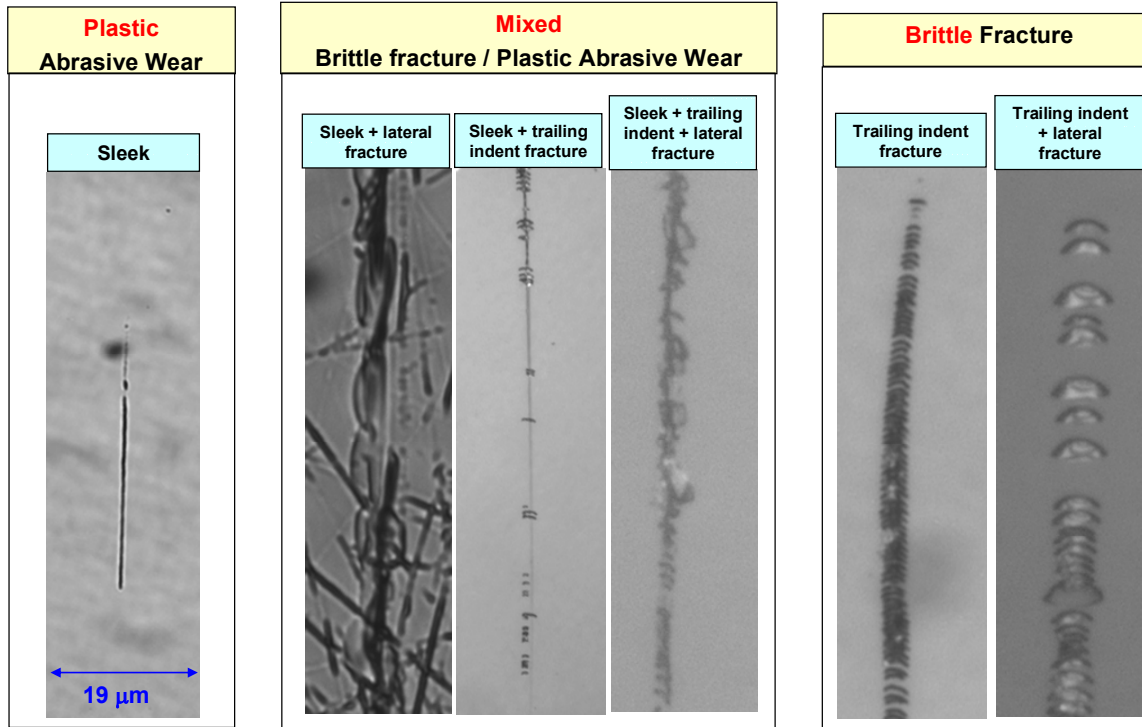 Plastic
Abrasive Wear
Sleek
19 μm
Mixed
Brittle fracture / Plastic Abrasive Wear
Sleek + lateral
fracture
Sleek + trailing
indent fracture
Sleek + trailing
indent + lateral
fracture
Brittle Fracture
Trailing indent
fracture
Trailing indent
+ lateral
fracture